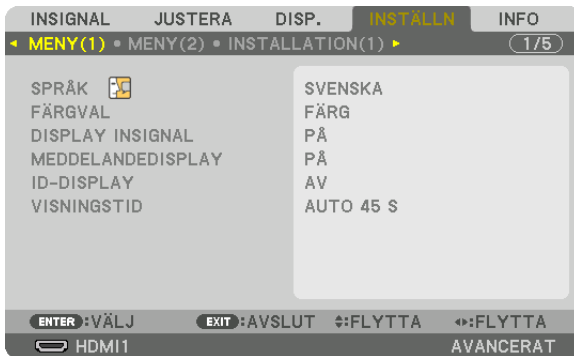 INSIGNAL JUSTERA DISP. INSTÄLLN INFO
MENY(1) • MENY(2) • INSTALLATION(1) 1/5
SPRÅK SVENSKA
FÄRGVAL FÄRG
DISPLAY INSIGNAL PÅ
MEDDELANDEDISPLAY PÅ
ID-DISPLAY AV
VISNINGSTID AUTO 45 S
ENTER :VÄLJ EXIT :AVSLUT :FLYTTA :FLYTTA
HDMI1 AVANCERAT